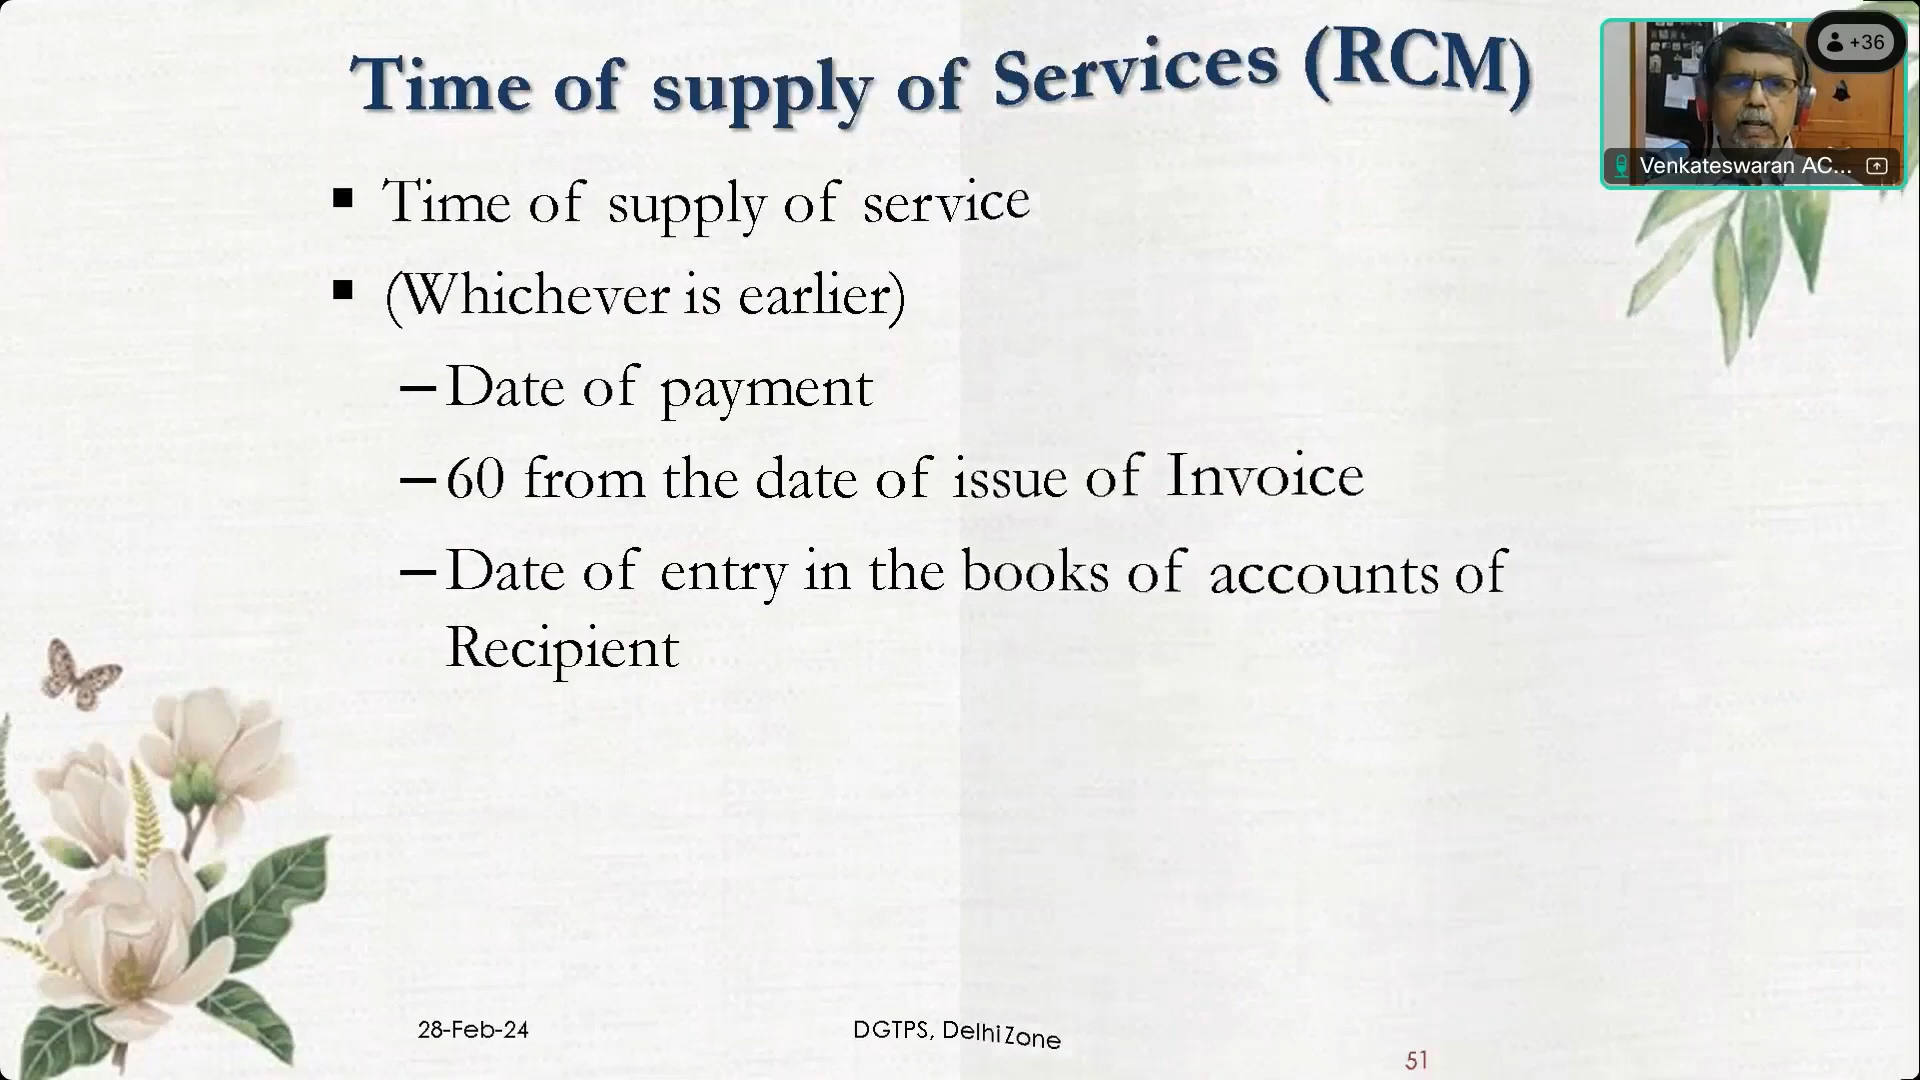 Time of supply of Services (RCM)
+36
Venkateswaran AC...
▪ Time of supply of service
▪ (Whichever is earlier)
– Date of payment
– 60 from the date of issue of Invoice
– Date of entry in the books of accounts of
Recipient
28-Feb-24
DGTPS, Delhi Zone
51